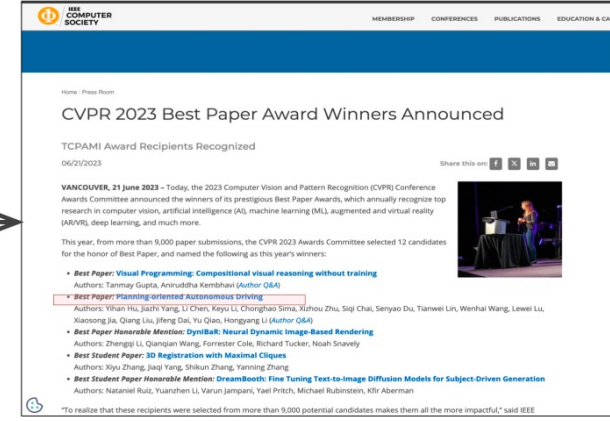 IEEE
COMPUTER
SOCIETY
MEMBERSHIP CONFERENCES PUBLICATIONS EDUCATION & CA
Home Press Room
CVPR 2023 Best Paper Award Winners Announced
TCPAMI Award Recipients Recognized
06/21/2023
Share this on:
VANCOUVER, 21 June 2023 – Today, the 2023 Computer Vision and Pattern Recognition (CVPR) Conference
Awards Committee announced the winners of its prestigious Best Paper Awards, which annually recognize top
research in computer vision, artificial intelligence (AI), machine learning (ML), augmented and virtual reality
(AR/VR), deep learning, and much more.
This year, from more than 9,000 paper submissions, the CVPR 2023 Awards Committee selected 12 candidates
for the honor of Best Paper, and named the following as this year's winners:
• Best Paper: Visual Programming: Compositional visual reasoning without training
Authors: Tanmay Gupta, Aniruddha Kembhavi (Author Q&A)
• Best Paper: Planning-oriented Autonomous Driving
Authors: Yihan Hu, Jiazhi Yang, Li Chen, Keyu Li, Chonghao Sima, Xizhou Zhu, Siqi Chai, Senyao Du, Tianwei Lin, Wenhai Wang, Lewei Lu,
Xiaosong Jia, Qiang Liu, Jifeng Dai, Yu Qiao, Hongyang Li (Author Q&A)
• Best Paper Honorable Mention: DynIBaR: Neural Dynamic Image-Based Rendering
Authors: Zhengqi Li, Qianqian Wang, Forrester Cole, Richard Tucker, Noah Snavely
• Best Student Paper: 3D Registration with Maximal Cliques
Authors: Xiyu Zhang, Jiaqi Yang, Shikun Zhang, Yanning Zhang
• Best Student Paper Honorable Mention: DreamBooth: Fine Tuning Text-to-Image Diffusion Models for Subject-Driven Generation
Authors: Nataniel Ruiz, Yuanzhen Li, Varun Jampani, Yael Pritch, Michael Rubinstein, Kfir Aberman
"To realize that these recipients were selected from more than 9,000 potential candidates makes them all the more impactful," said IEEE